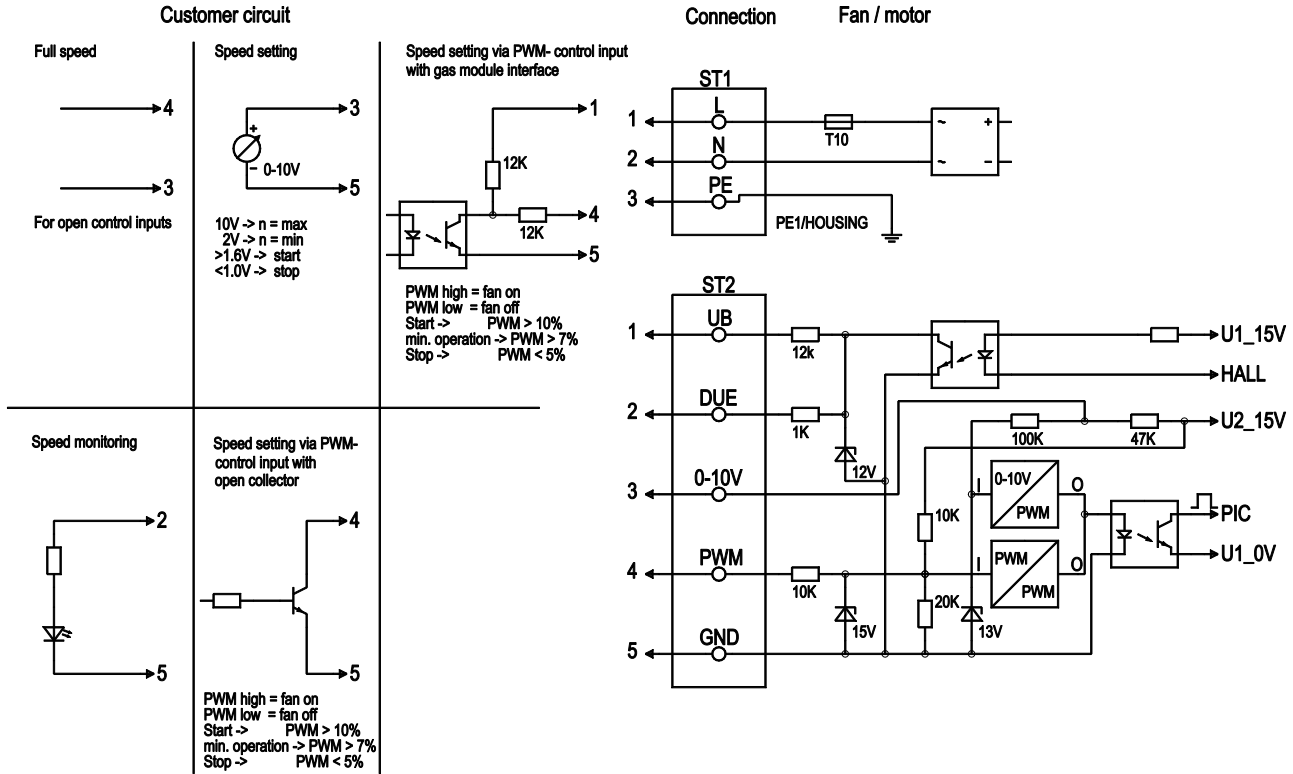 Customer circuit
Connection
Fan / motor
Full speed
4
3
For open control inputs
Speed setting
3
+
− 0-10V
5
10V -> n = max
2V -> n = min
>1.6V -> start
<1.0V -> stop
Speed setting via PWM- control input
with gas module interface
1
12K
4
12K
5
PWM high = fan on
PWM low = fan off
Start -> PWM > 10%
min. operation -> PWM > 7%
Stop -> PWM < 5%
Speed monitoring
2
5
Speed setting via PWM-
control input with
open collector
4
5
PWM high = fan on
PWM low = fan off
Start -> PWM > 10%
min. operation -> PWM > 7%
Stop -> PWM < 5%
ST1
1 L
T10
~ +
2 N
~ −
3 PE
PE1/HOUSING
ST2
1 UB
12k
U1_15V
HALL
2 DUE
1K
100K
47K
U2_15V
12V
3 0-10V
I 0-10V O
PWM
10K
PIC
4 PWM
10K
I PWM O
PWM
U1_0V
20K
15V
13V
5 GND